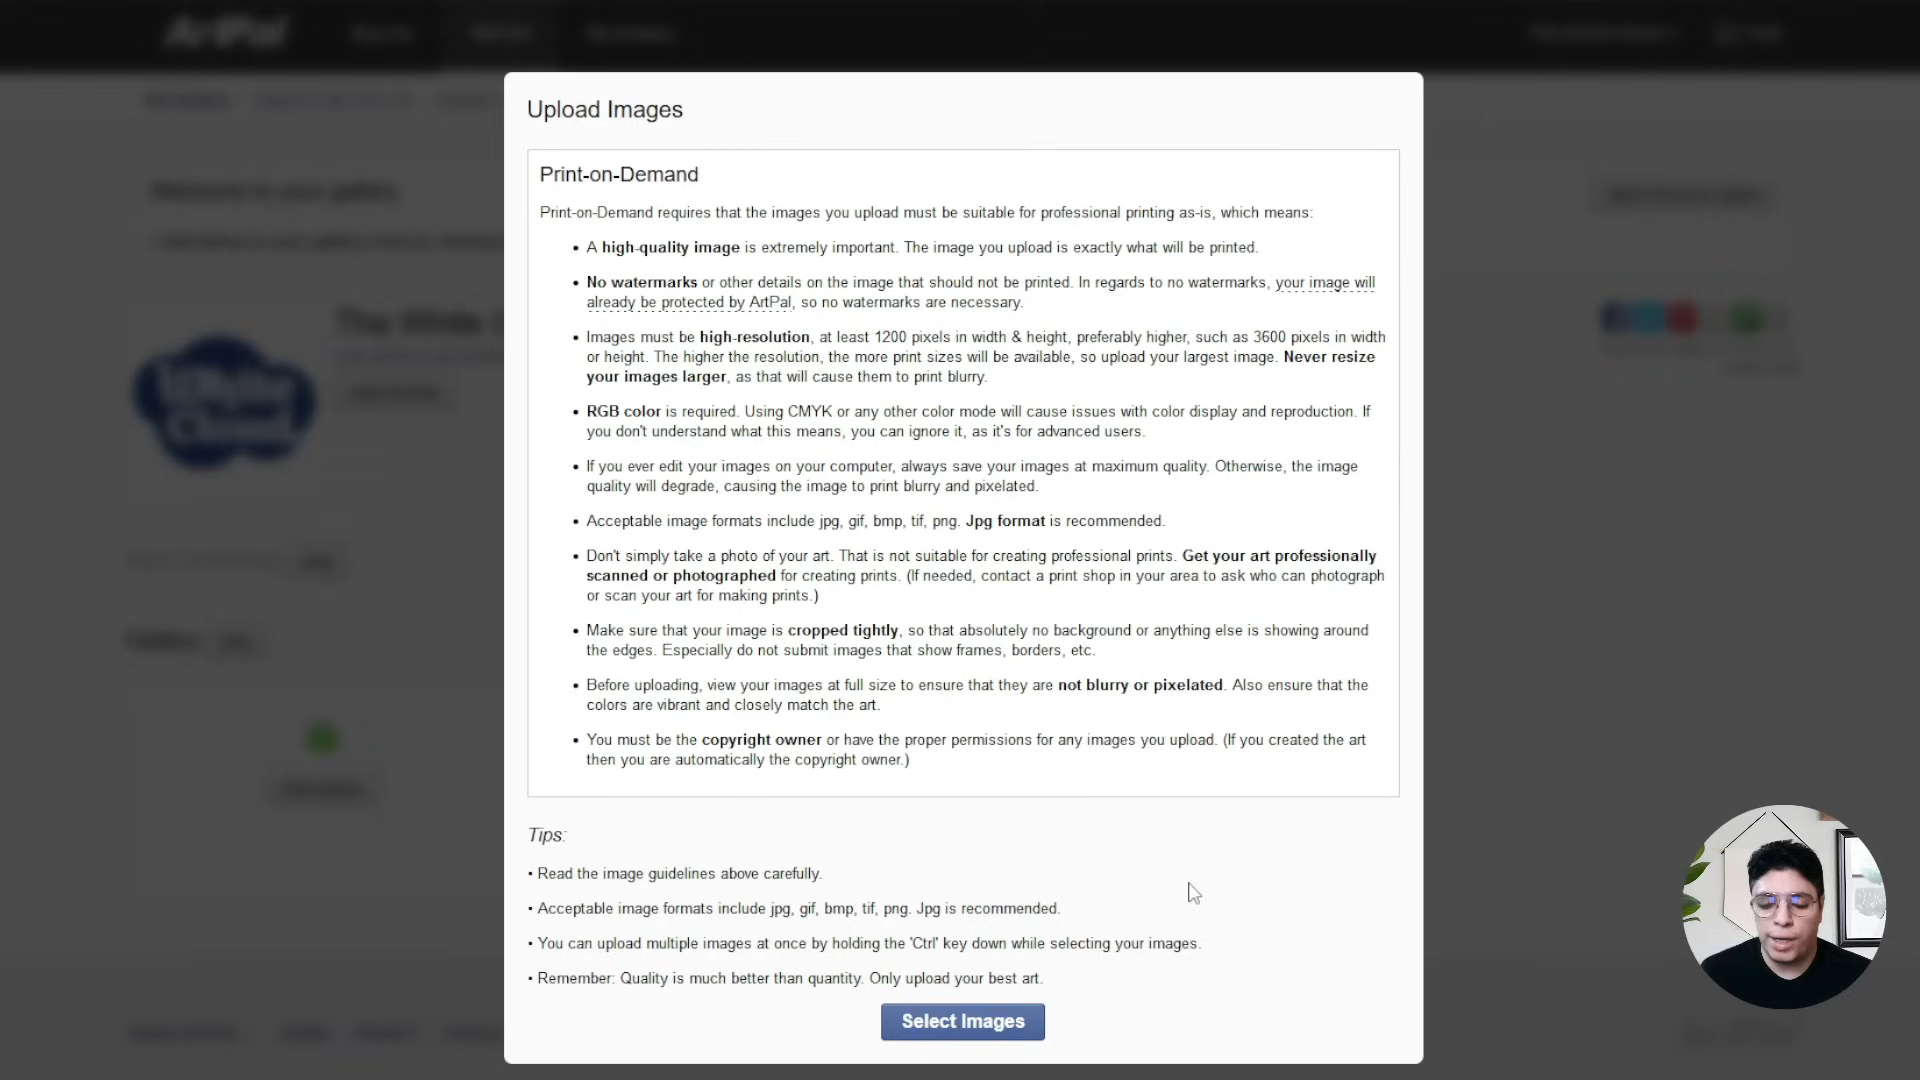 ArtPal
Upload Images
Print-on-Demand
Print-on-Demand requires that the images you upload must be suitable for professional printing as-is, which means:
• A high-quality image is extremely important. The image you upload is exactly what will be printed.
• No watermarks or other details on the image that should not be printed. In regards to no watermarks, your image will
already be protected by ArtPal, so no watermarks are necessary.
• Images must be high-resolution, at least 1200 pixels in width & height, preferably higher, such as 3600 pixels in width
or height. The higher the resolution, the more print sizes will be available, so upload your largest image. Never resize
your images larger, as that will cause them to print blurry.
• RGB color is required. Using CMYK or any other color mode will cause issues with color display and reproduction. If
you don't understand what this means, you can ignore it, as it's for advanced users.
• If you ever edit your images on your computer, always save your images at maximum quality. Otherwise, the image
quality will degrade, causing the image to print blurry and pixelated.
• Acceptable image formats include jpg, gif, bmp, tif, png. Jpg format is recommended.
• Don't simply take a photo of your art. That is not suitable for creating professional prints. Get your art professionally
scanned or photographed for creating prints. (If needed, contact a print shop in your area to ask who can photograph
or scan your art for making prints.)
• Make sure that your image is cropped tightly, so that absolutely no background or anything else is showing around
the edges. Especially do not submit images that show frames, borders, etc.
• Before uploading, view your images at full size to ensure that they are not blurry or pixelated. Also ensure that the
colors are vibrant and closely match the art.
• You must be the copyright owner or have the proper permissions for any images you upload. (If you created the art
then you are automatically the copyright owner.)
Tips:
• Read the image guidelines above carefully.
• Acceptable image formats include jpg, gif, bmp, tif, png. Jpg is recommended.
• You can upload multiple images at once by holding the 'Ctrl' key down while selecting your images.
• Remember: Quality is much better than quantity. Only upload your best art.
Select Images
Welcome to your gallery
The White
White
Cloud